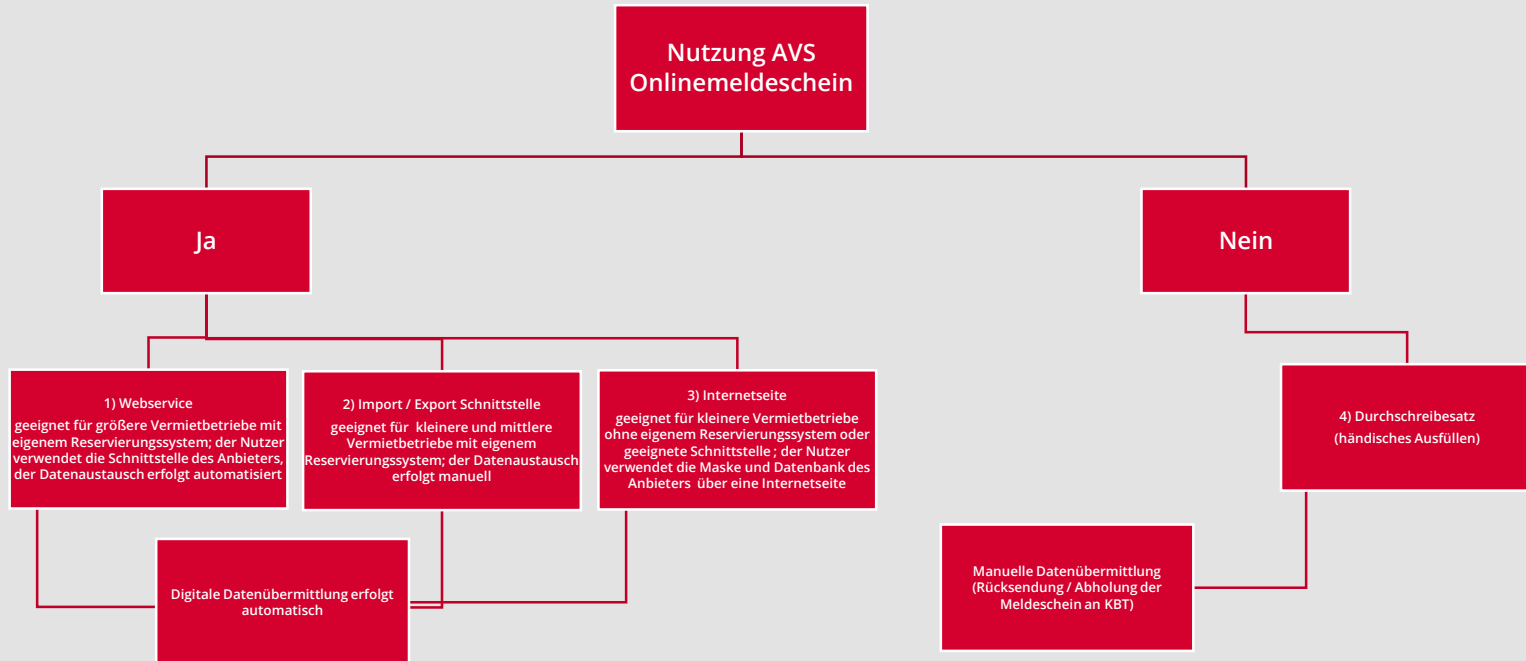 Nutzung AVS
Onlinemeldeschein
Ja
Nein
1) Webservice
geeignet für größere Vermietbetriebe mit
eigenem Reservierungssystem; der Nutzer
verwendet die Schnittstelle des Anbieters,
der Datenaustausch erfolgt automatisiert
2) Import / Export Schnittstelle
geeignet für kleinere und mittlere
Vermietbetriebe mit eigenem
Reservierungssystem; der Datenaustausch
erfolgt manuell
3) Internetseite
geeignet für kleinere Vermietbetriebe
ohne eigenem Reservierungssystem oder
geeignete Schnittstelle ; der Nutzer
verwendet die Maske und Datenbank des
Anbieters über eine Internetseite
4) Durchschreibesatz
(händisches Ausfüllen)
Digitale Datenübermittlung erfolgt
automatisch
Manuelle Datenübermittlung
(Rücksendung / Abholung der
Meldeschein an KBT)